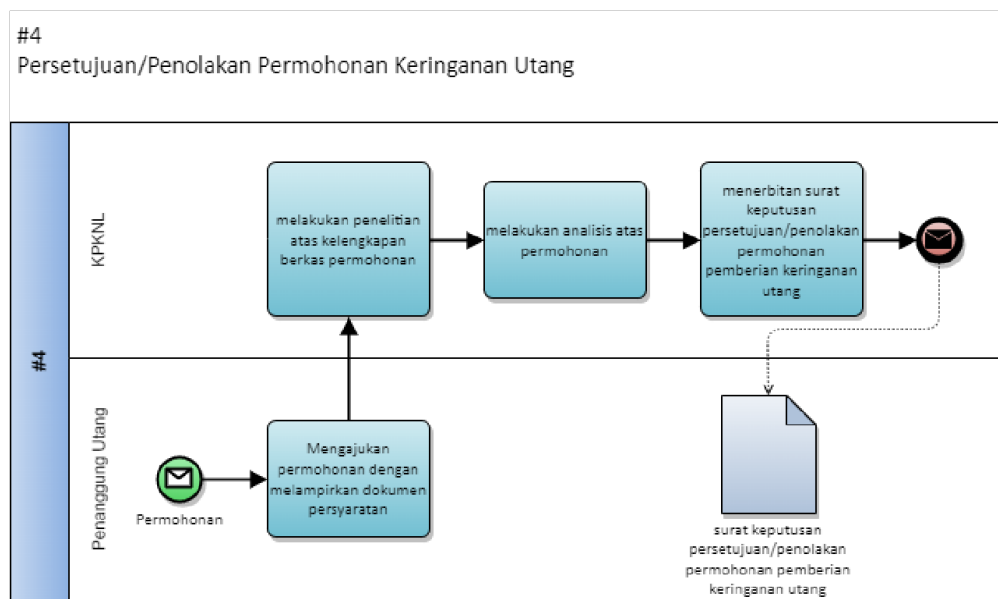 #4
Persetujuan/Penolakan Permohonan Keringanan Utang
#4
KPKNL
melakukan penelitian
atas kelengkapan
berkas permohonan
melakukan analisis atas
permohonan
menerbitan surat
keputusan
persetujuan/penolakan
permohonan
pemberian keringanan
utang
Penanggung Utang
Permohonan
Mengajukan
permohonan dengan
melampirkan dokumen
persyaratan
surat keputusan
persetujuan/penolakan
permohonan pemberian
keringanan utang